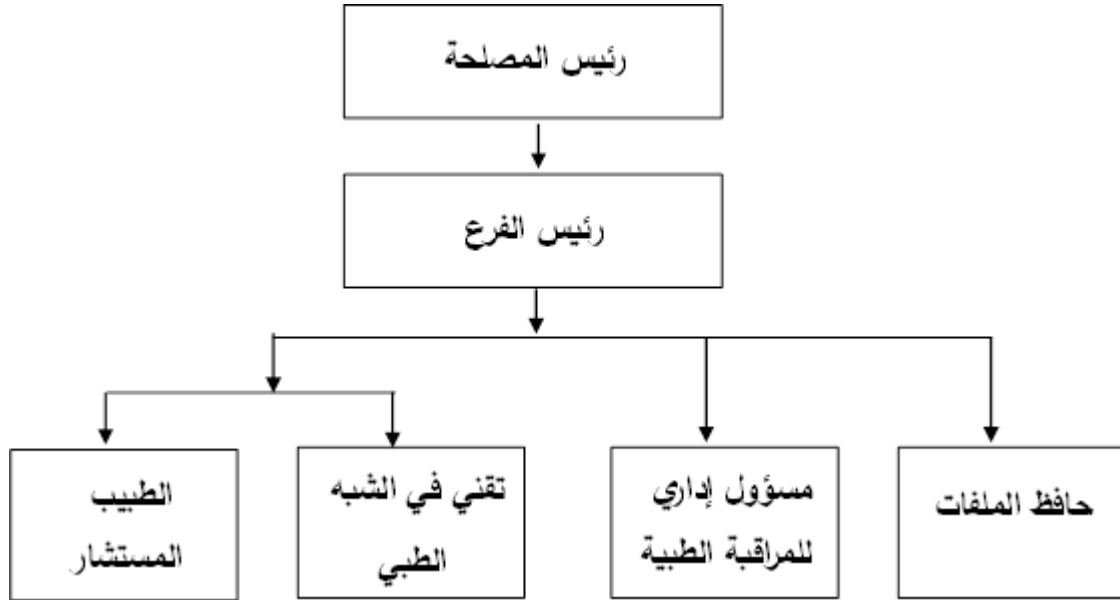 رئيس المصلحة
رئيس الفرع
حافظ الملفات
مسؤول إداري
للمراقبة الطبية
تقني في الشبه
الطبي
الطبيب
المستشار